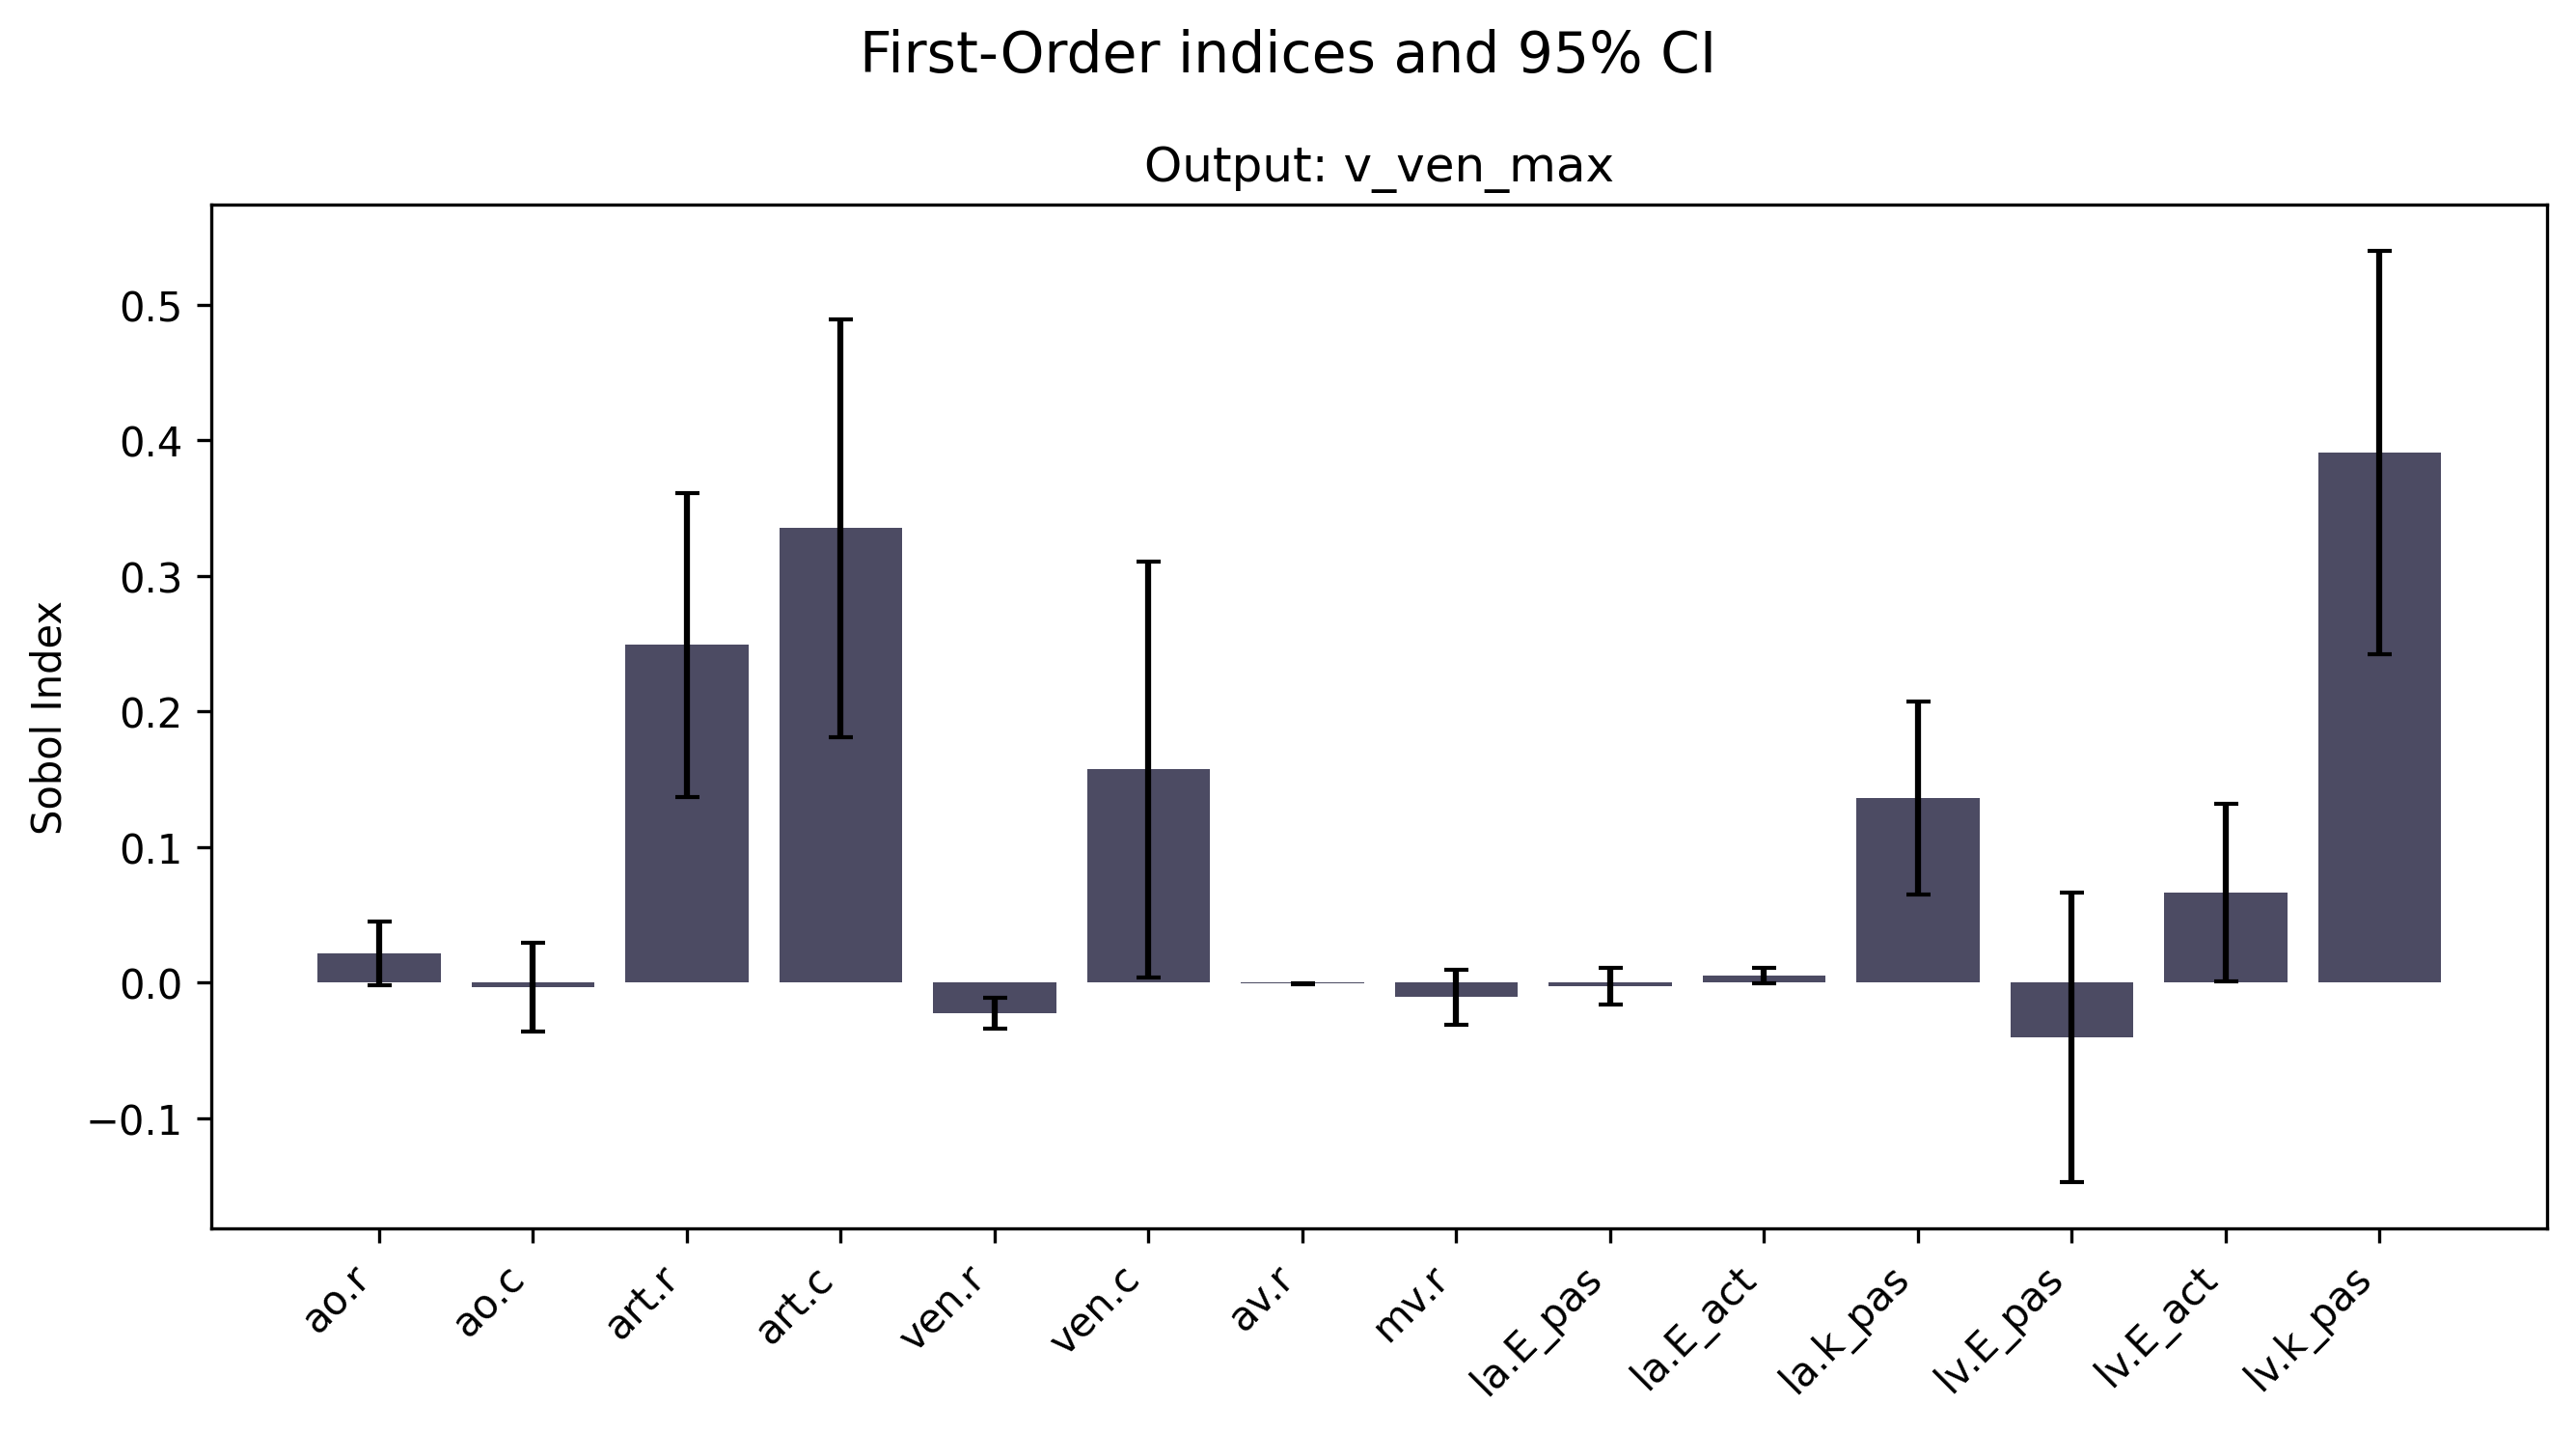 First-Order indices and 95% CI
Output: v_ven_max
Sobol Index
0.5
0.4
0.3
0.2
0.1
0.0
−0.1
ao.r
ao.c
art.r
art.c
ven.r
ven.c
av.r
mv.r
la.E_pas
la.E_act
la.k_pas
lv.E_pas
lv.E_act
lv.k_pas